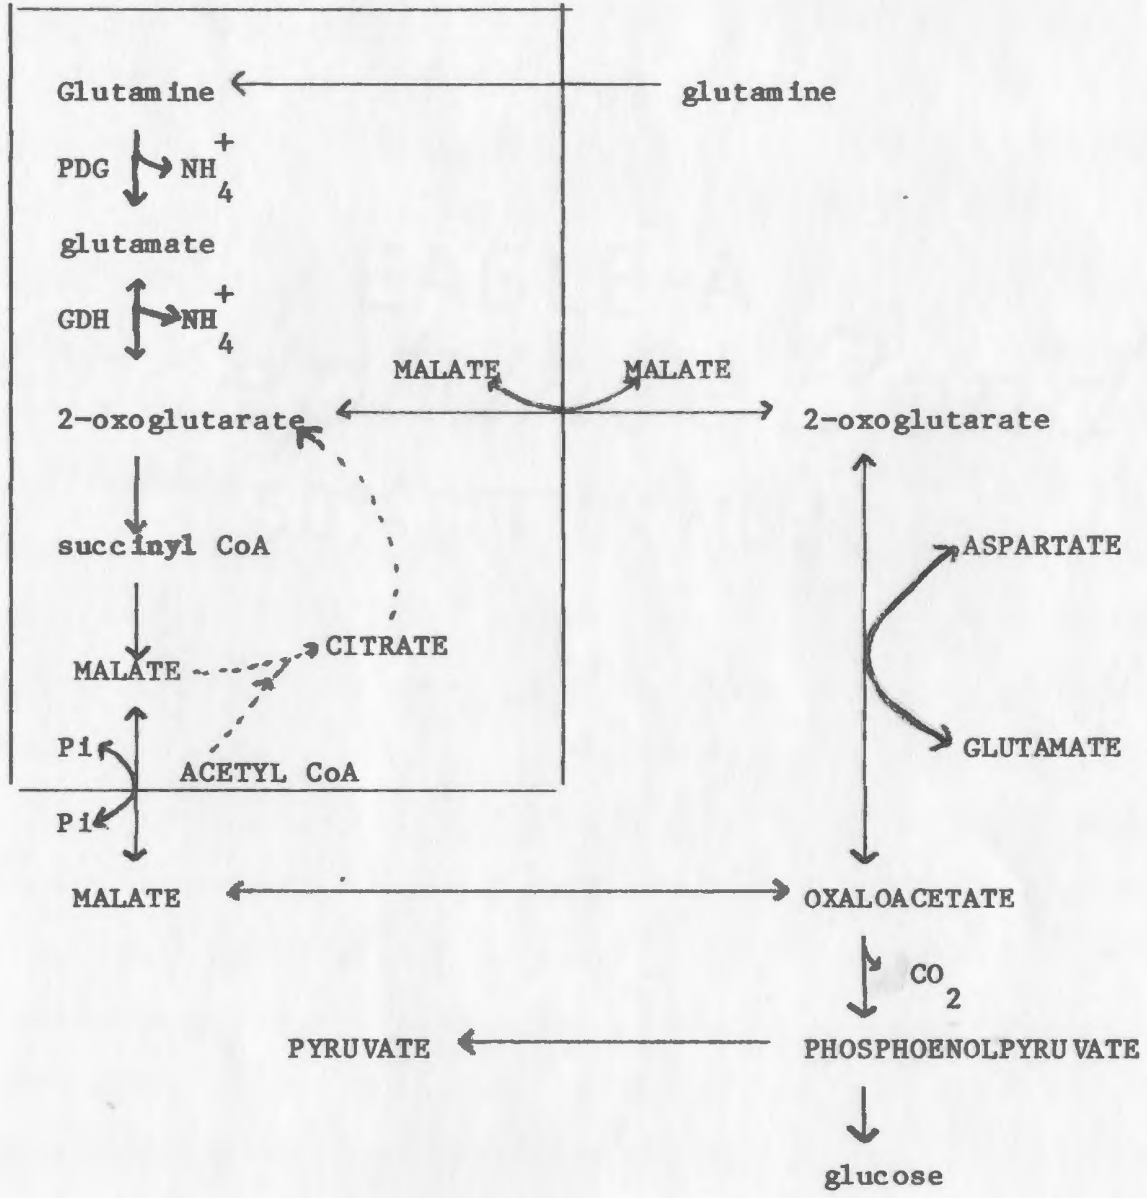 Glutamine glutamine
PDG NH4+
glutamate
GDH NH4+
MALATE MALATE
2-oxoglutarate 2-oxoglutarate
succinyl CoA ASPARTATE
MALATE CITRATE
Pi GLUTAMATE
ACETYL CoA
Pi
MALATE OXALOACETATE
CO2
PYRUVATE PHOSPHOENOLPYRUVATE
glucose